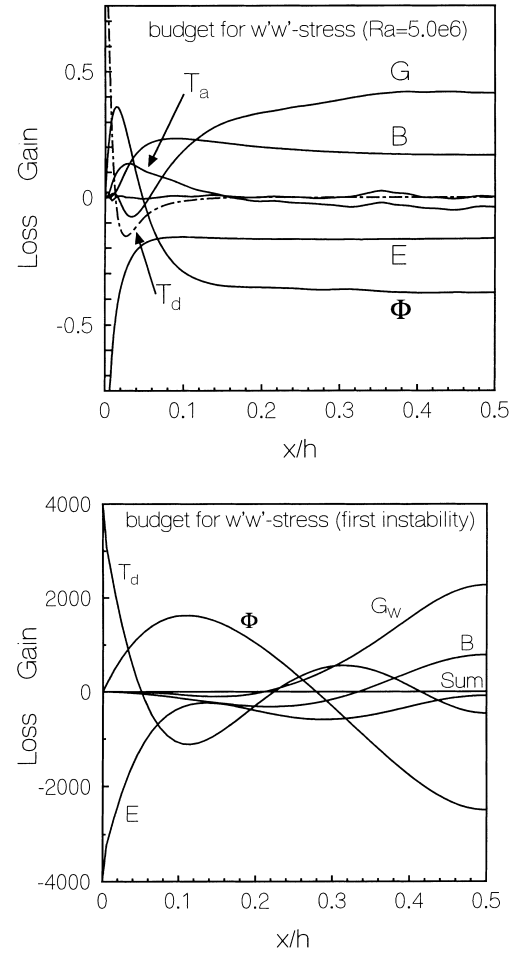 budget for w'w'-stress (Ra=5.0e6)
G
T_a
B
E
T_d
Φ
Loss Gain
0.5
0
-0.5
0 0.1 0.2 0.3 0.4 0.5
x/h
budget for w'w'-stress (first instability)
T_d
Φ
G_w
B
Sum
E
Loss Gain
4000
2000
0
-2000
-4000
0 0.1 0.2 0.3 0.4 0.5
x/h